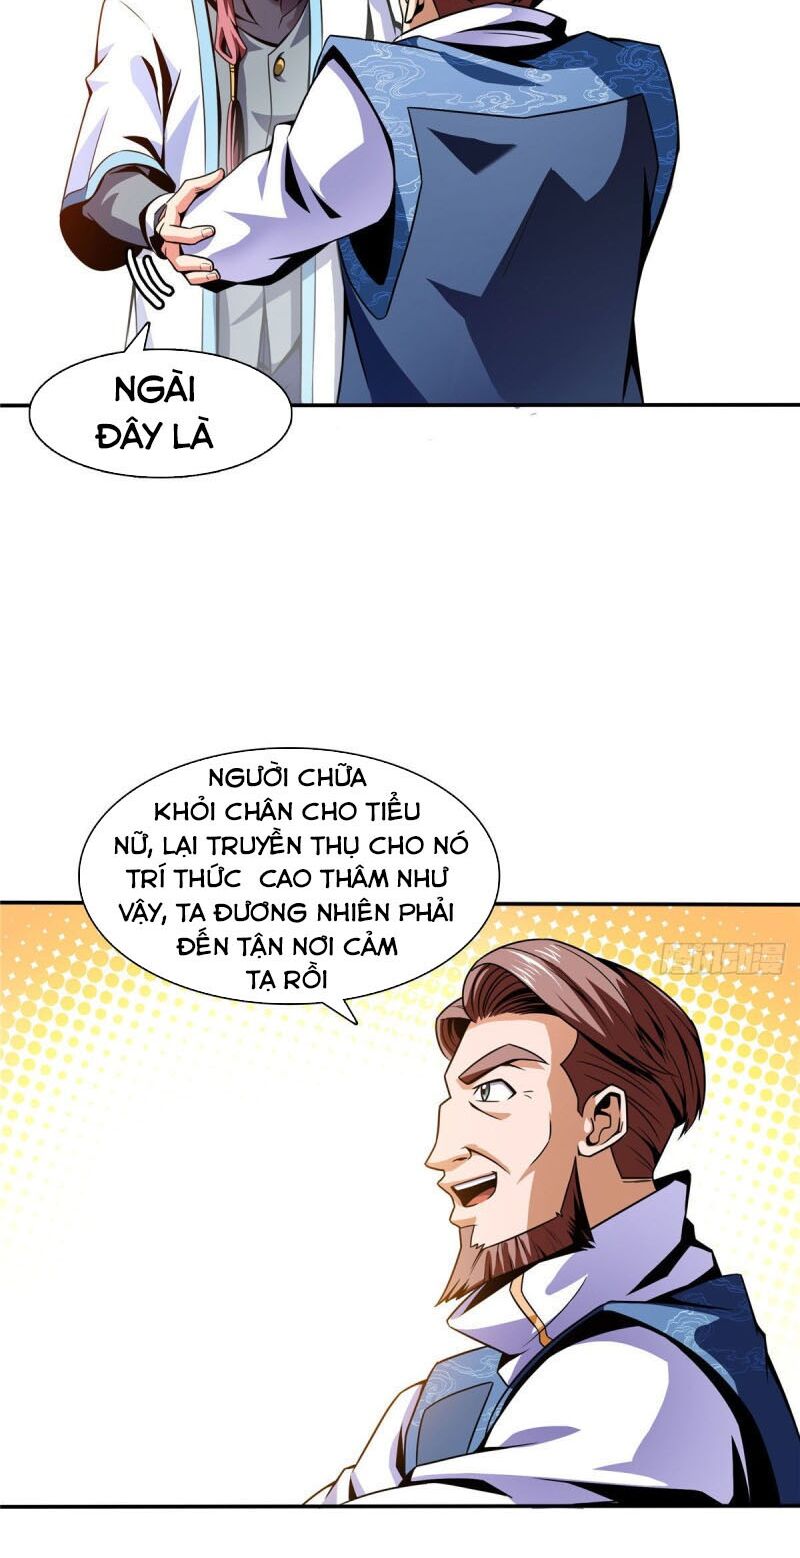 NGÀI
ĐÂY LÀ
NGƯỜI CHỮA
KHỎI CHÂN CHO TIỂU
NỮ, LẠI TRUYỀN THỤ CHO NÓ
TRÍ THỨC CAO THÂM NHƯ
VẬY, TA ĐƯƠNG NHIÊN PHẢI
ĐẾN TẬN NƠI CẢM
TẠ RỒI